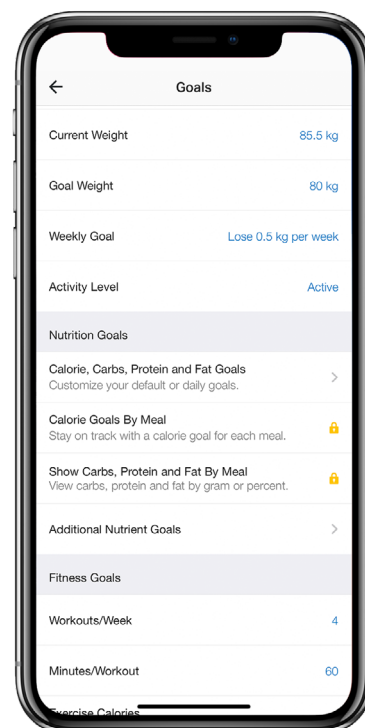 Goals
Current Weight 85.5 kg
Goal Weight 80 kg
Weekly Goal Lose 0.5 kg per week
Activity Level Active
Nutrition Goals
Calorie, Carbs, Protein and Fat Goals
Customize your default or daily goals.
Calorie Goals By Meal
Stay on track with a calorie goal for each meal.
Show Carbs, Protein and Fat By Meal
View carbs, protein and fat by gram or percent.
Additional Nutrient Goals
Fitness Goals
Workouts/Week 4
Minutes/Workout 60
Exercise Calories